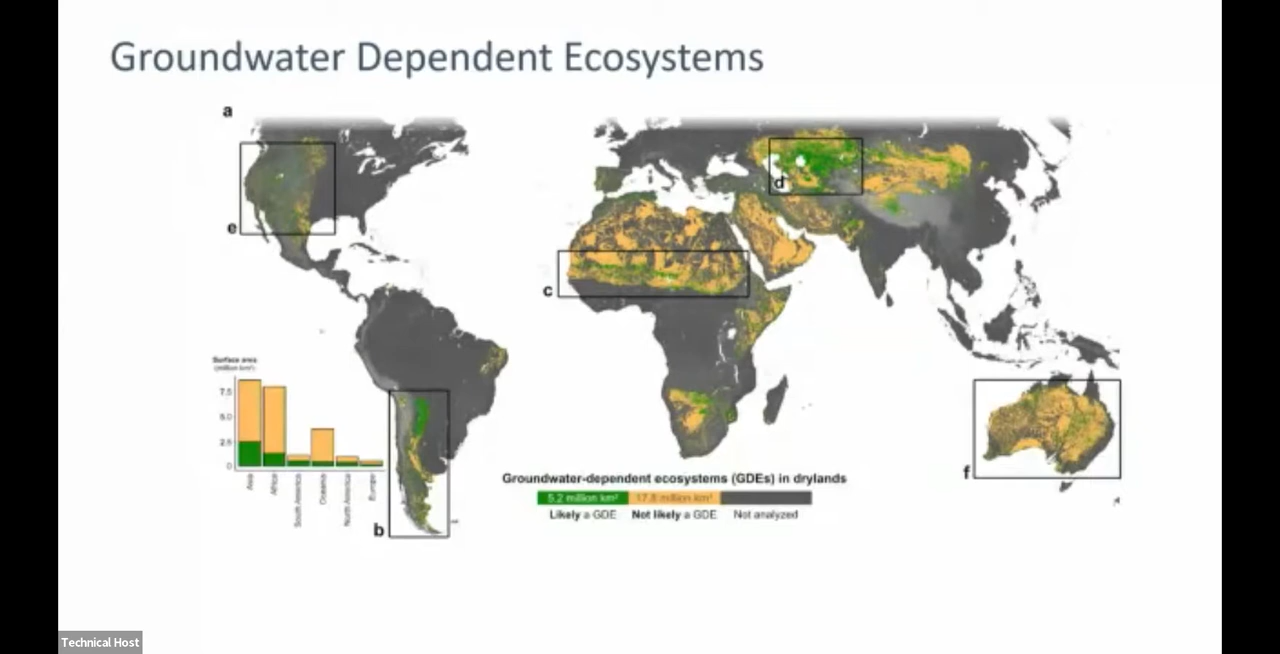 Groundwater Dependent Ecosystems
a
e
d
c
b
f
Surface area
(million km²)
7.5
5.0
2.5
0
Asia
Africa
South America
Oceania
North America
Europe
Groundwater-dependent ecosystems (GDEs) in drylands
5.2 million km² 17.8 million km²
Likely a GDE Not likely a GDE Not analyzed
Technical Host